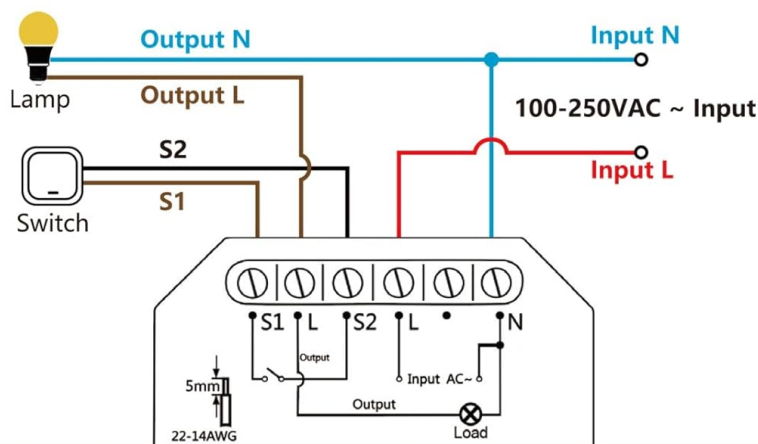 Output N
Input N
Lamp
Output L
100-250VAC ~ Input
S2
Input L
S1
Switch
S1 L S2 L N
Output
5mm
Input AC~
Output
22-14AWG
Load